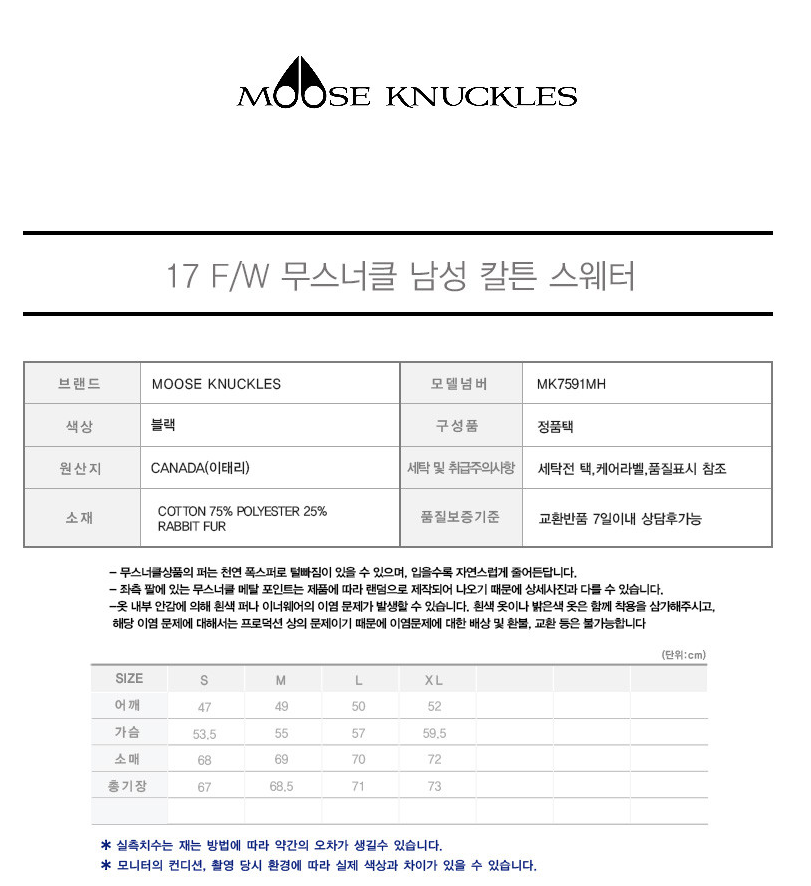 MOOSE KNUCKLES
17 F/W 무스너클 남성 칼튼 스웨터
브랜드 MOOSE KNUCKLES 모델넘버 MK7591MH
색상 블랙 구성품 정품택
원산지 CANADA(이태리) 세탁 및 취급주의사항 세탁전 택,케어라벨,품질표시 참조
소재 COTTON 75% POLYESTER 25%
RABBIT FUR
품질보증기준 교환반품 7일이내 상담후가능
- 무스너클상품의 퍼는 천연 폭스퍼로 털빠짐이 있을 수 있으며, 입을수록 자연스럽게 줄어든답니다.
- 좌측 팔에 있는 무스너클 메탈 포인트는 제품에 따라 랜덤으로 제작되어 나오기 때문에 상세사진과 다를 수 있습니다.
-옷 내부 안감에 의해 흰색 퍼나 이너웨어의 이염 문제가 발생할 수 있습니다. 흰색 옷이나 밝은색 옷은 함께 착용을 삼가해주시고,
해당 이염 문제에 대해서는 프로덕션 상의 문제이기 때문에 이염문제에 대한 배상 및 환불, 교환 등은 불가능합니다
(단위:cm)
SIZE S M L XL
어깨 47 49 50 52
가슴 53.5 55 57 59.5
소매 68 69 70 72
총기장 67 68.5 71 73
* 실측치수는 재는 방법에 따라 약간의 오차가 생길수 있습니다.
* 모니터의 컨디션, 촬영 당시 환경에 따라 실제 색상과 차이가 있을 수 있습니다.